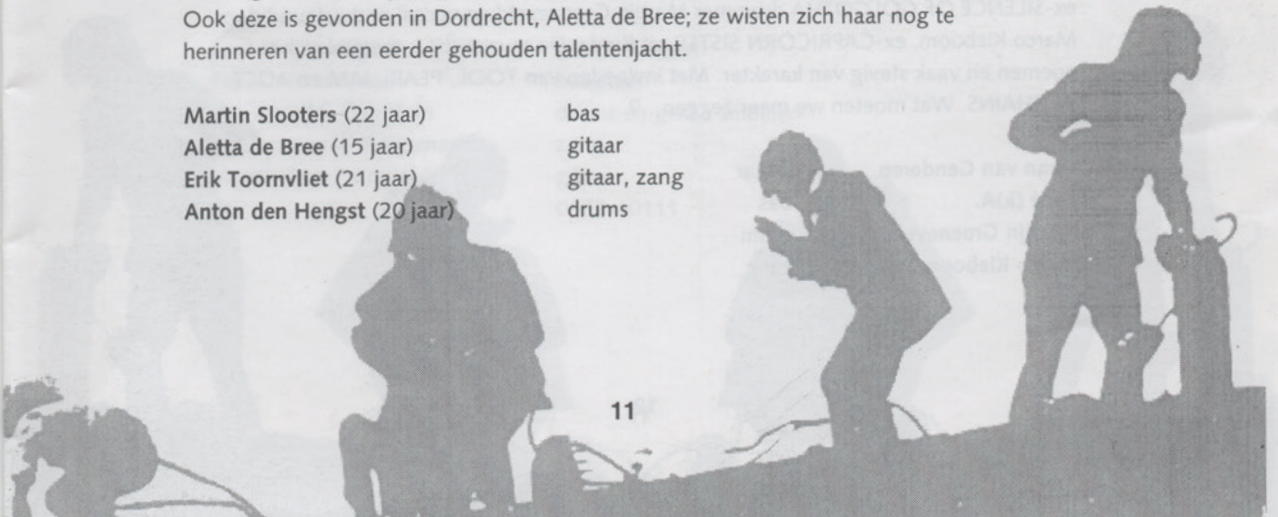 Ook deze is gevonden in Dordrecht, Aletta de Bree; ze wisten zich haar nog te
herinneren van een eerder gehouden talentenjacht.
Martin Slooters (22 jaar) bas
Aletta de Bree (15 jaar) gitaar
Erik Toornvliet (21 jaar) gitaar, zang
Anton den Hengst (20 jaar) drums
11